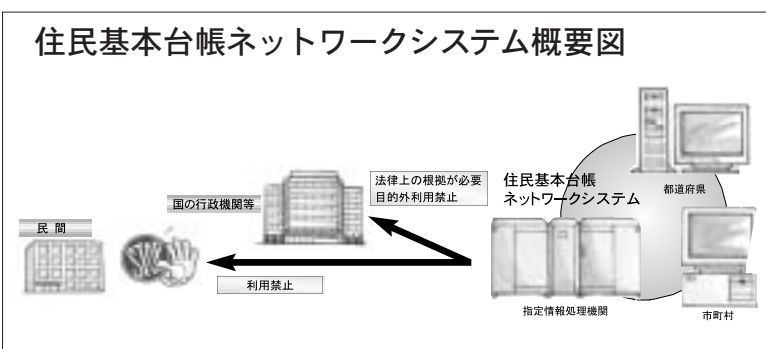 住民基本台帳ネットワークシステム概要図
法律上の根拠が必要
目的外利用禁止
住民基本台帳
ネットワークシステム
都道府県
国の行政機関等
民間
利用禁止
指定情報処理機関
市町村